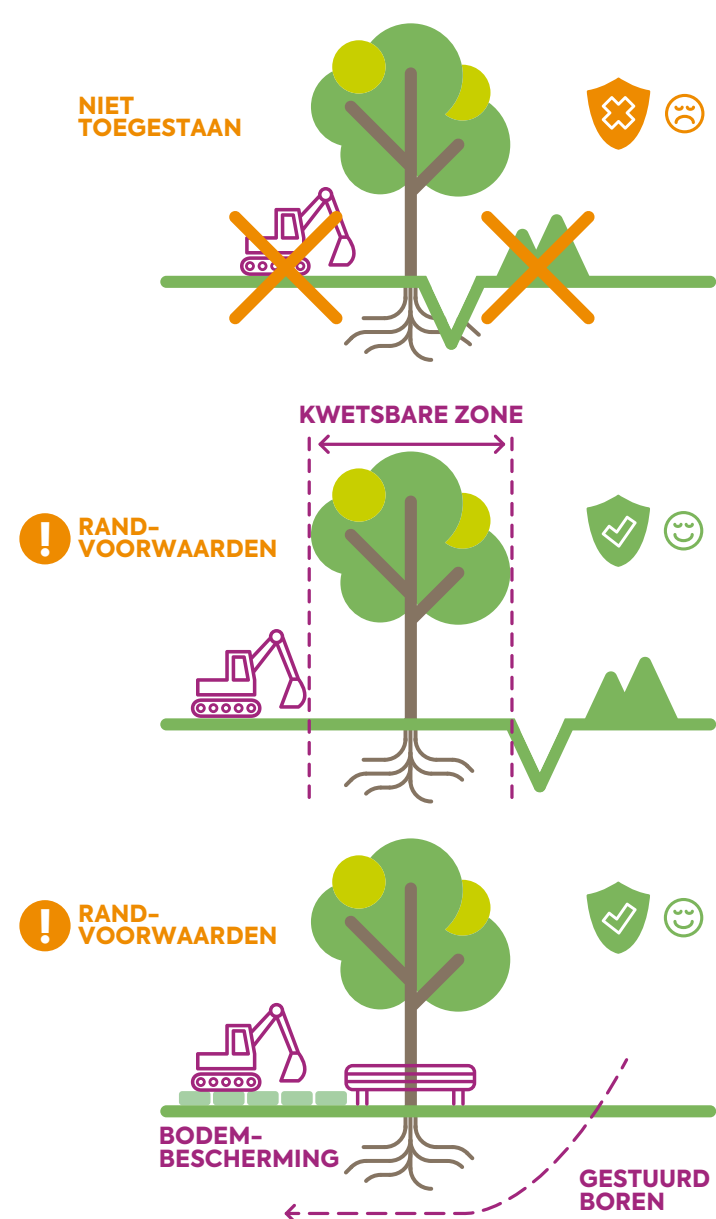 NIET
TOEGESTAAN
KWETSBARE ZONE
! RAND-
VOORWAARDEN
! RAND-
VOORWAARDEN
BODEM-
BESCHERMING
GESTUURD
BOREN